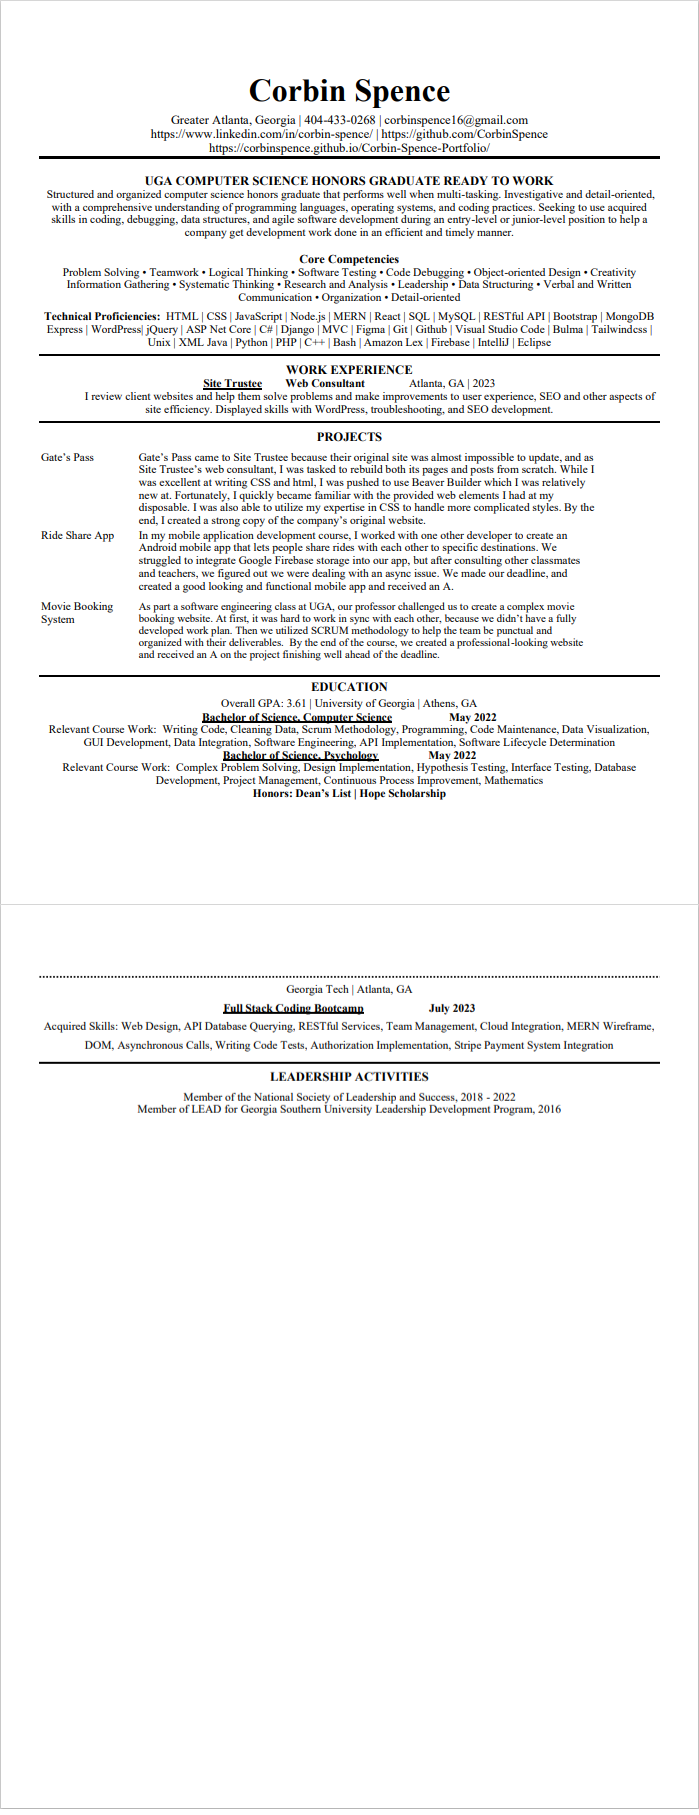 Corbin Spence
Greater Atlanta, Georgia | 404-433-0268 | corbinspence16@gmail.com
https://www.linkedin.com/in/corbin-spence/ | https://github.com/CorbinSpence
https://corbinspence.github.io/Corbin-Spence-Portfolio/
UGA COMPUTER SCIENCE HONORS GRADUATE READY TO WORK
Structured and organized computer science honors graduate that performs well when multi-tasking. Investigative and detail-oriented,
with a comprehensive understanding of programming languages, operating systems, and coding practices. Seeking to use acquired
skills in coding, debugging, data structures, and agile software development during an entry-level or junior-level position to help a
company get development work done in an efficient and timely manner.
Core Competencies
Problem Solving • Teamwork • Logical Thinking • Software Testing • Code Debugging • Object-oriented Design • Creativity
Information Gathering • Systematic Thinking • Research and Analysis • Leadership • Data Structuring • Verbal and Written
Communication • Organization • Detail-oriented
Technical Proficiencies: HTML | CSS | JavaScript | Node.js | MERN | React | SQL | MySQL | RESTful API | Bootstrap | MongoDB
Express | WordPress| jQuery | ASP Net Core | C# | Django | MVC | Figma | Git | Github | Visual Studio Code | Bulma | Tailwindcss |
Unix | XML Java | Python | PHP | C++ | Bash | Amazon Lex | Firebase | IntelliJ | Eclipse
WORK EXPERIENCE
Site Trustee Web Consultant Atlanta, GA | 2023
I review client websites and help them solve problems and make improvements to user experience, SEO and other aspects of
site efficiency. Displayed skills with WordPress, troubleshooting, and SEO development.
PROJECTS
Gate's Pass Gate's Pass came to Site Trustee because their original site was almost impossible to update, and as
Site Trustee's web consultant, I was tasked to rebuild both its pages and posts from scratch. While I
was excellent at writing CSS and html, I was pushed to use Beaver Builder which I was relatively
new at. Fortunately, I quickly became familiar with the provided web elements I had at my
disposable. I was also able to utilize my expertise in CSS to handle more complicated styles. By the
end, I created a strong copy of the company's original website.
Ride Share App In my mobile application development course, I worked with one other developer to create an
Android mobile app that lets people share rides with each other to specific destinations. We
struggled to integrate Google Firebase storage into our app, but after consulting other classmates
and teachers, we figured out we were dealing with an async issue. We made our deadline, and
created a good looking and functional mobile app and received an A.
Movie Booking As part a software engineering class at UGA, our professor challenged us to create a complex movie
System booking website. At first, it was hard to work in sync with each other, because we didn't have a fully
developed work plan. Then we utilized SCRUM methodology to help the team be punctual and
organized with their deliverables. By the end of the course, we created a professional-looking website
and received an A on the project finishing well ahead of the deadline.
EDUCATION
Overall GPA: 3.61 | University of Georgia | Athens, GA
Bachelor of Science, Computer Science May 2022
Relevant Course Work: Writing Code, Cleaning Data, Scrum Methodology, Programming, Code Maintenance, Data Visualization,
GUI Development, Data Integration, Software Engineering, API Implementation, Software Lifecycle Determination
Bachelor of Science, Psychology May 2022
Relevant Course Work: Complex Problem Solving, Design Implementation, Hypothesis Testing, Interface Testing, Database
Development, Project Management, Continuous Process Improvement, Mathematics
Honors: Dean's List | Hope Scholarship
Georgia Tech | Atlanta, GA
Full Stack Coding Bootcamp July 2023
Acquired Skills: Web Design, API Database Querying, RESTful Services, Team Management, Cloud Integration, MERN Wireframe,
DOM, Asynchronous Calls, Writing Code Tests, Authorization Implementation, Stripe Payment System Integration
LEADERSHIP ACTIVITIES
Member of the National Society of Leadership and Success, 2018 - 2022
Member of LEAD for Georgia Southern University Leadership Development Program, 2016